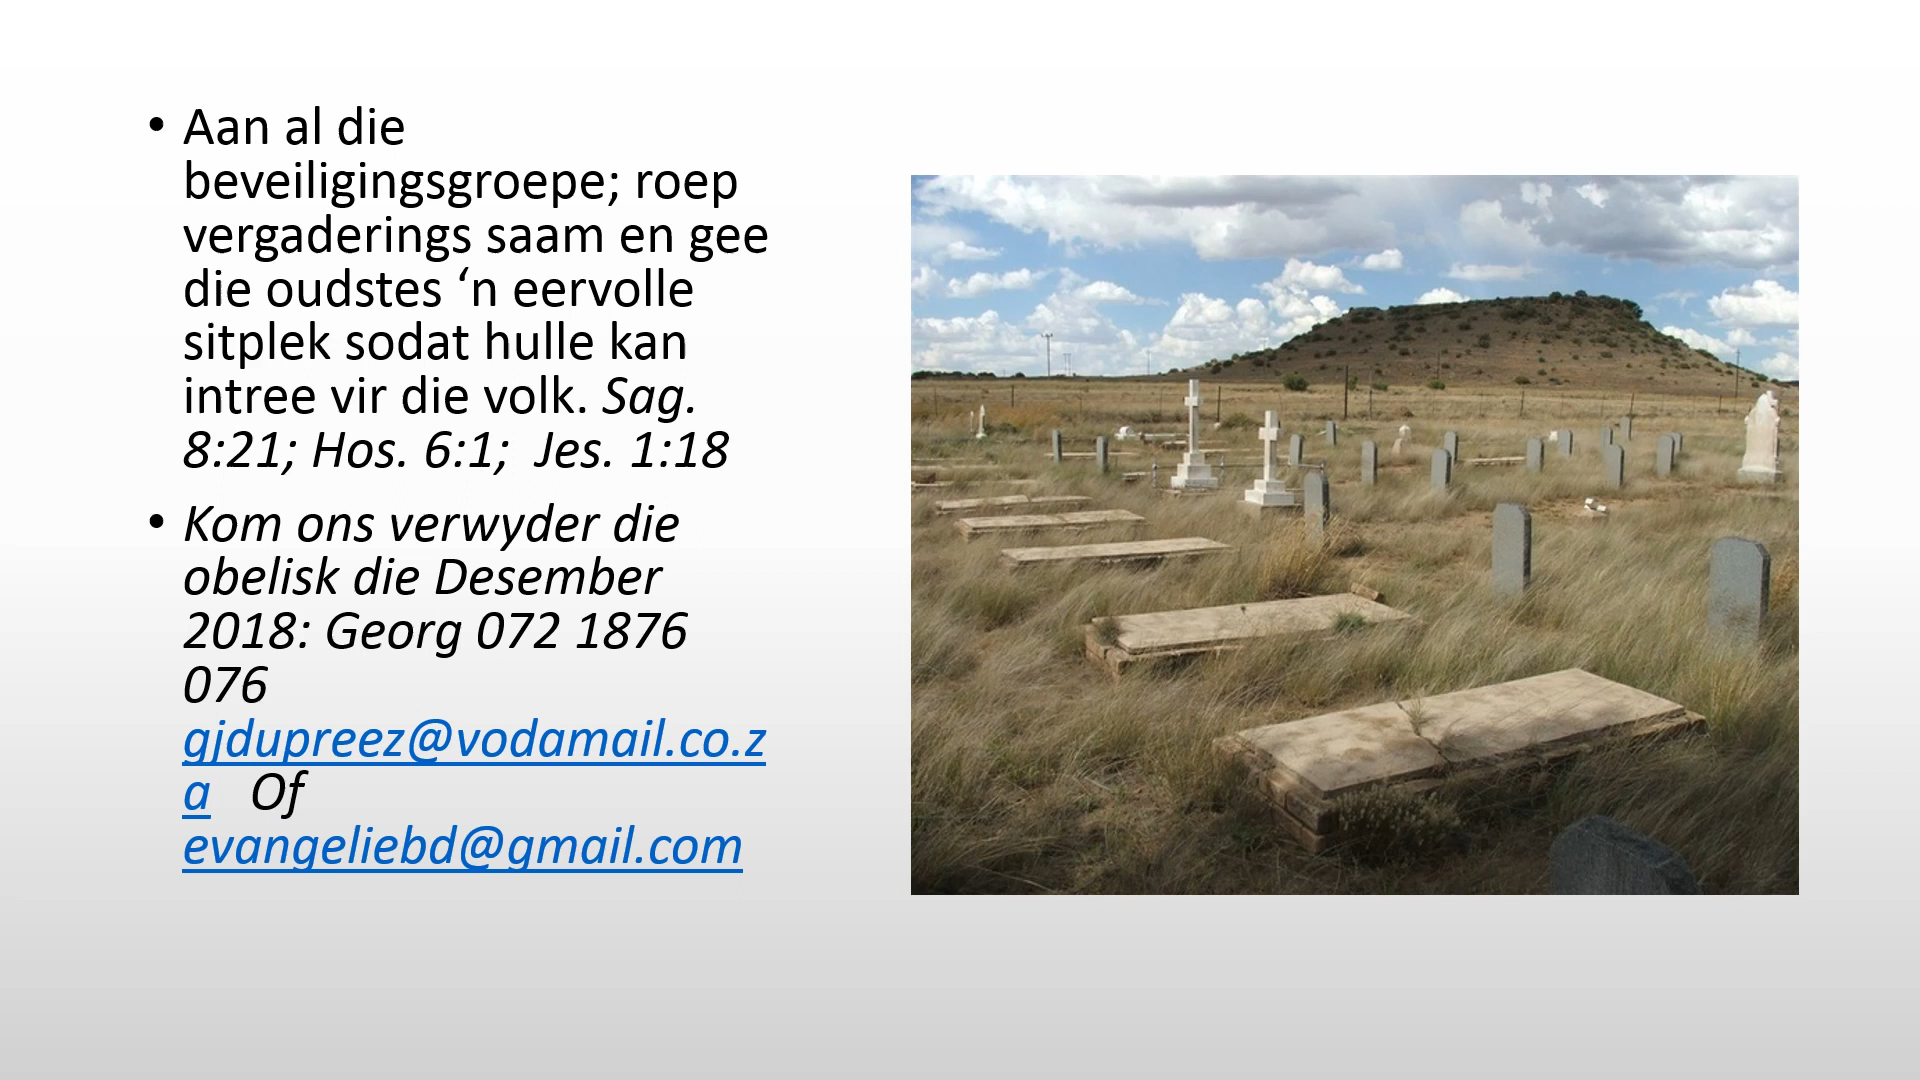 • Aan al die
beveiligingsgroepe; roep
vergaderings saam en gee
die oudstes ‘n eervolle
sitplek sodat hulle kan
intree vir die volk. Sag.
8:21; Hos. 6:1;  Jes. 1:18
• Kom ons verwyder die
obelisk die Desember
2018: Georg 072 1876
076
gjdupreez@vodamail.co.z
a   Of
evangeliebd@gmail.com